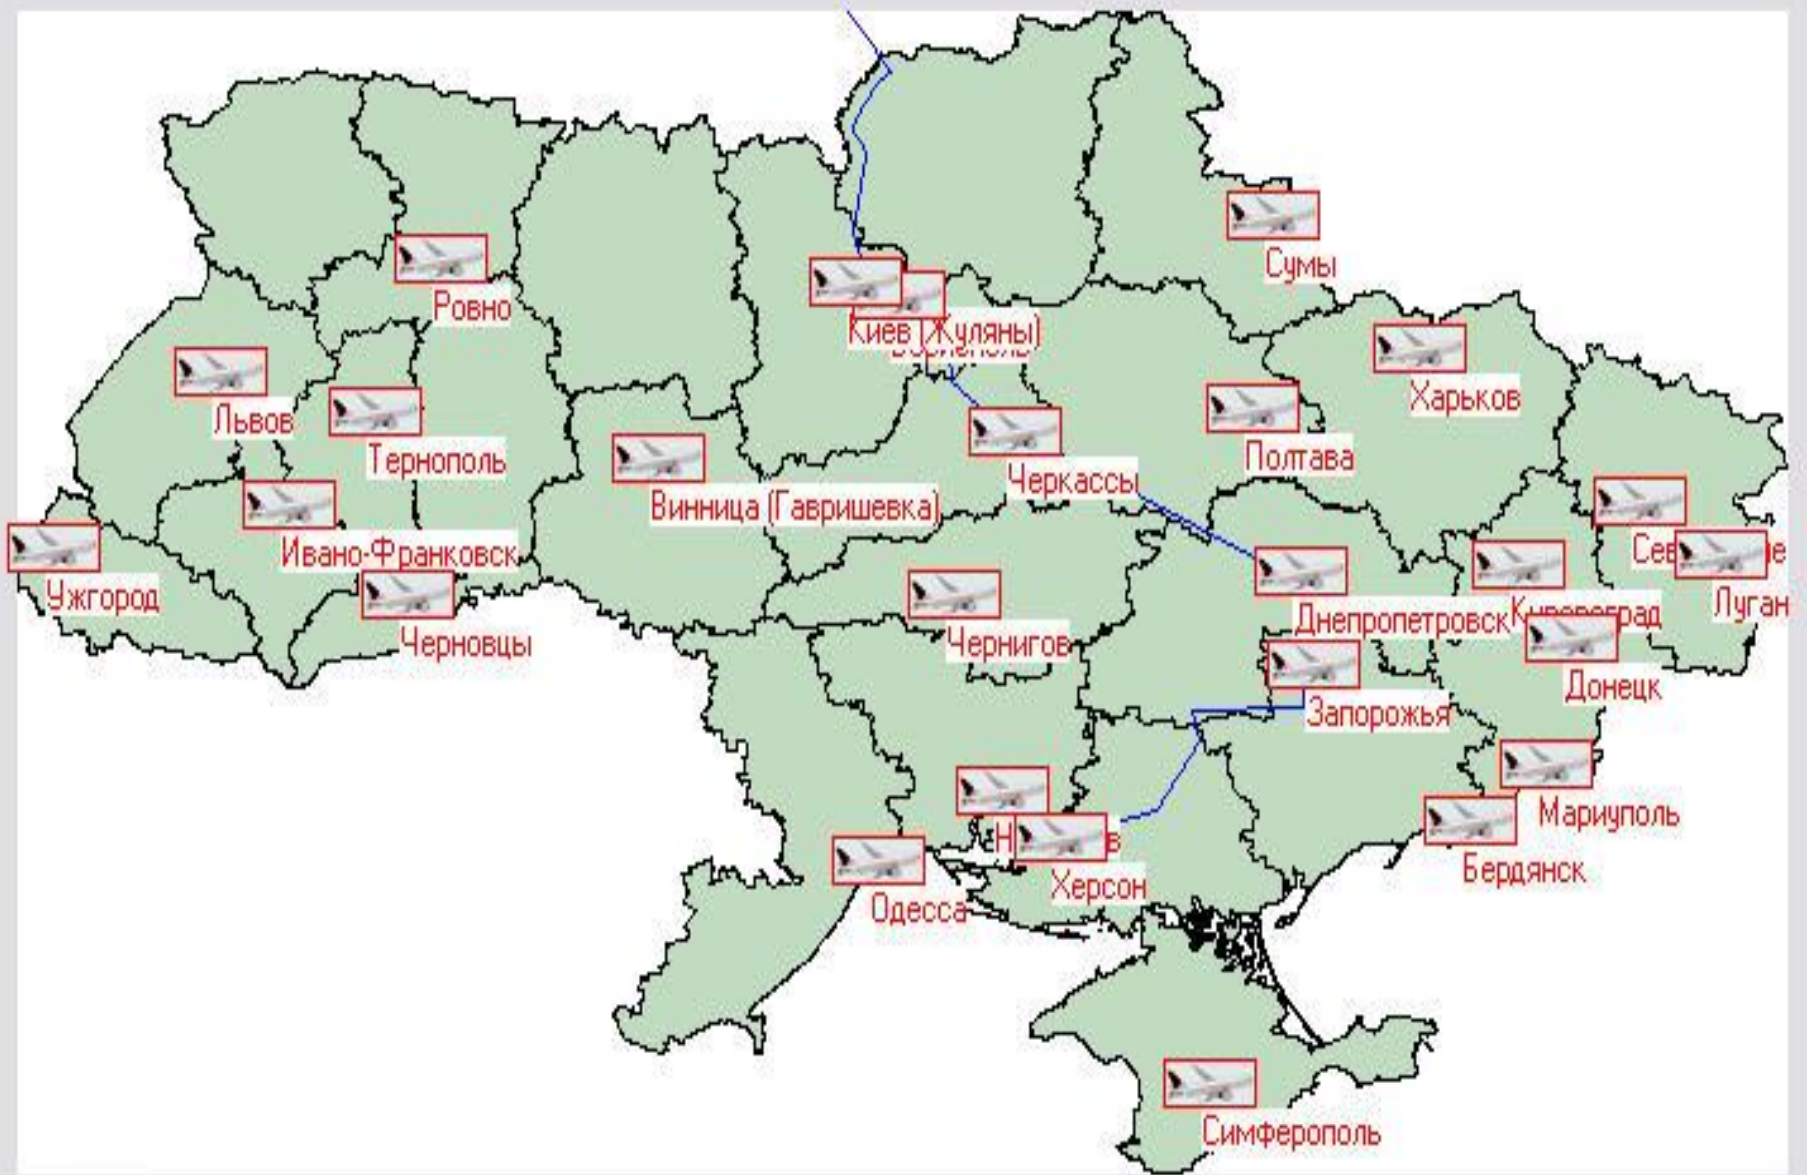 Сумы
Ровно
Киев (Жуляны)
Харьков
Львов
Полтава
Тернополь
Черкассы
Винница (Гавришевка)
Ивано-Франковск
Ужгород
Луган
Днепропетровск
Черновцы
Чернигов
Донецк
Запорожья
Мариуполь
Бердянск
Херсон
Одесса
Симферополь